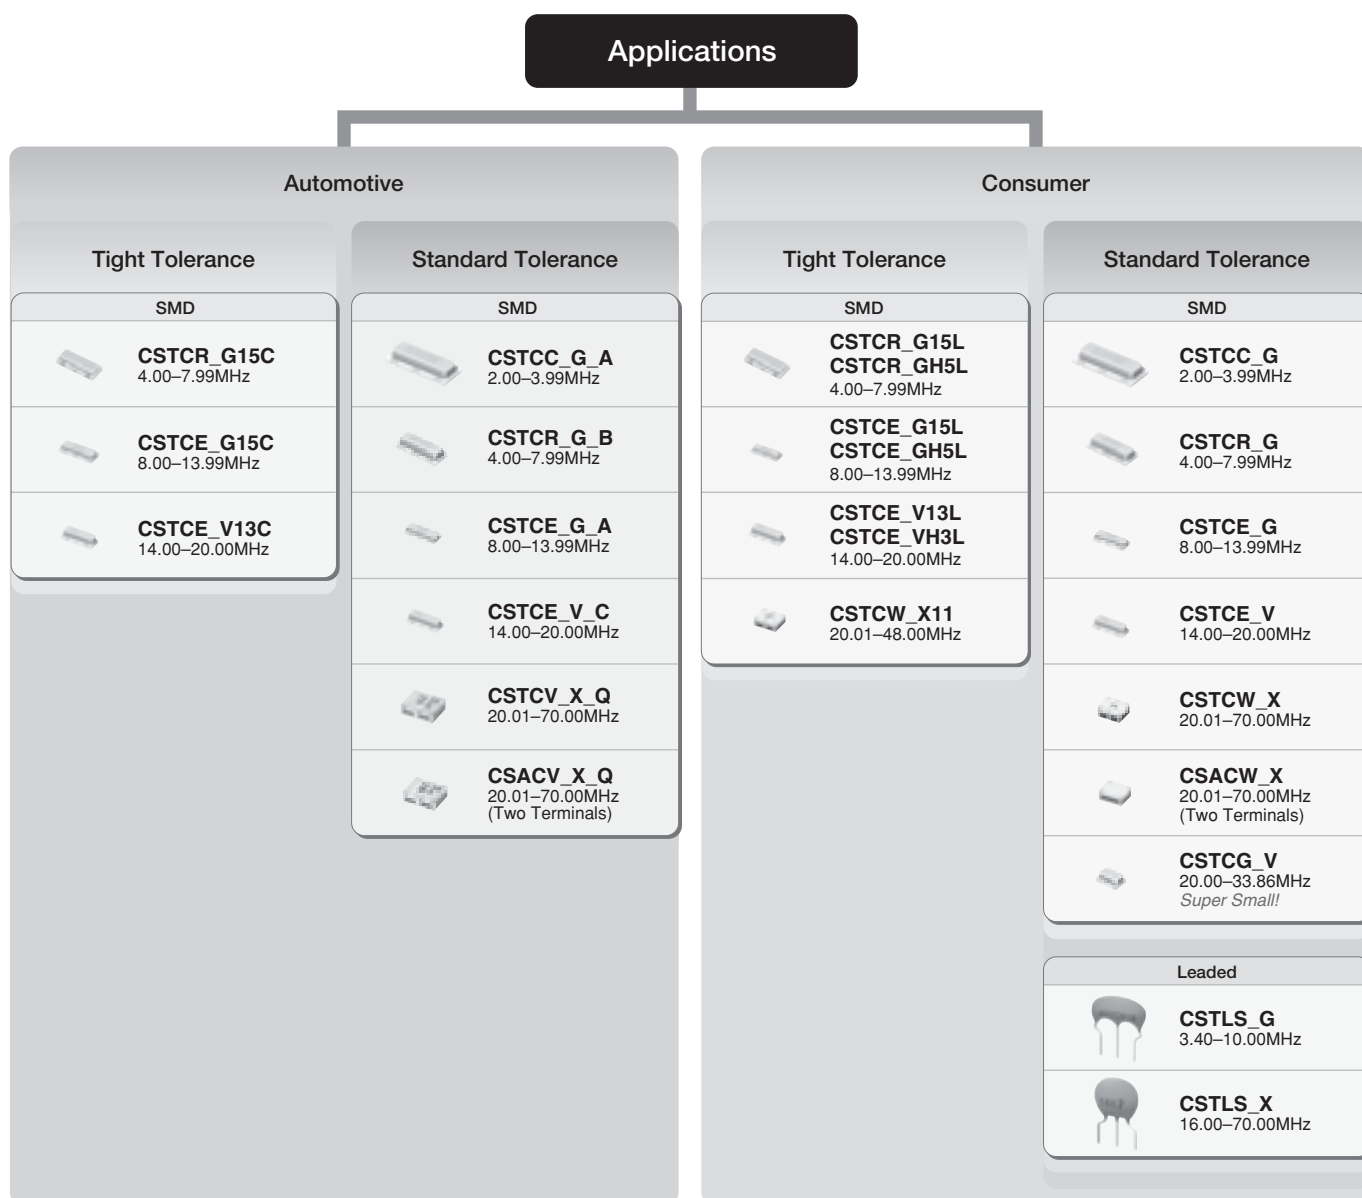 Applications
Automotive
Tight Tolerance
SMD
CSTCR_G15C
4.00–7.99MHz
CSTCE_G15C
8.00–13.99MHz
CSTCE_V13C
14.00–20.00MHz
Standard Tolerance
SMD
CSTCC_G_A
2.00–3.99MHz
CSTCR_G_B
4.00–7.99MHz
CSTCE_G_A
8.00–13.99MHz
CSTCE_V_C
14.00–20.00MHz
CSTCV_X_Q
20.01–70.00MHz
CSACV_X_Q
20.01–70.00MHz
(Two Terminals)
Consumer
Tight Tolerance
SMD
CSTCR_G15L
CSTCR_GH5L
4.00–7.99MHz
CSTCE_G15L
CSTCE_GH5L
8.00–13.99MHz
CSTCE_V13L
CSTCE_VH3L
14.00–20.00MHz
CSTCW_X11
20.01–48.00MHz
Standard Tolerance
SMD
CSTCC_G
2.00–3.99MHz
CSTCR_G
4.00–7.99MHz
CSTCE_G
8.00–13.99MHz
CSTCE_V
14.00–20.00MHz
CSTCW_X
20.01–70.00MHz
CSACW_X
20.01–70.00MHz
(Two Terminals)
CSTCG_V
20.00–33.86MHz
Super Small!
Leaded
CSTLS_G
3.40–10.00MHz
CSTLS_X
16.00–70.00MHz